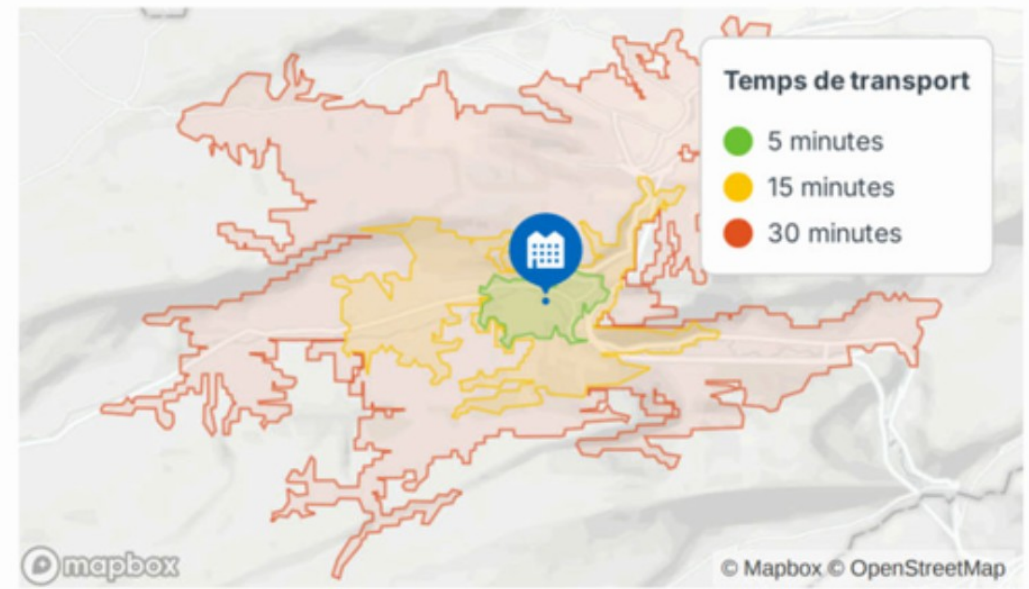 Temps de transport
5 minutes
15 minutes
30 minutes
mapbox
© Mapbox © OpenStreetMap